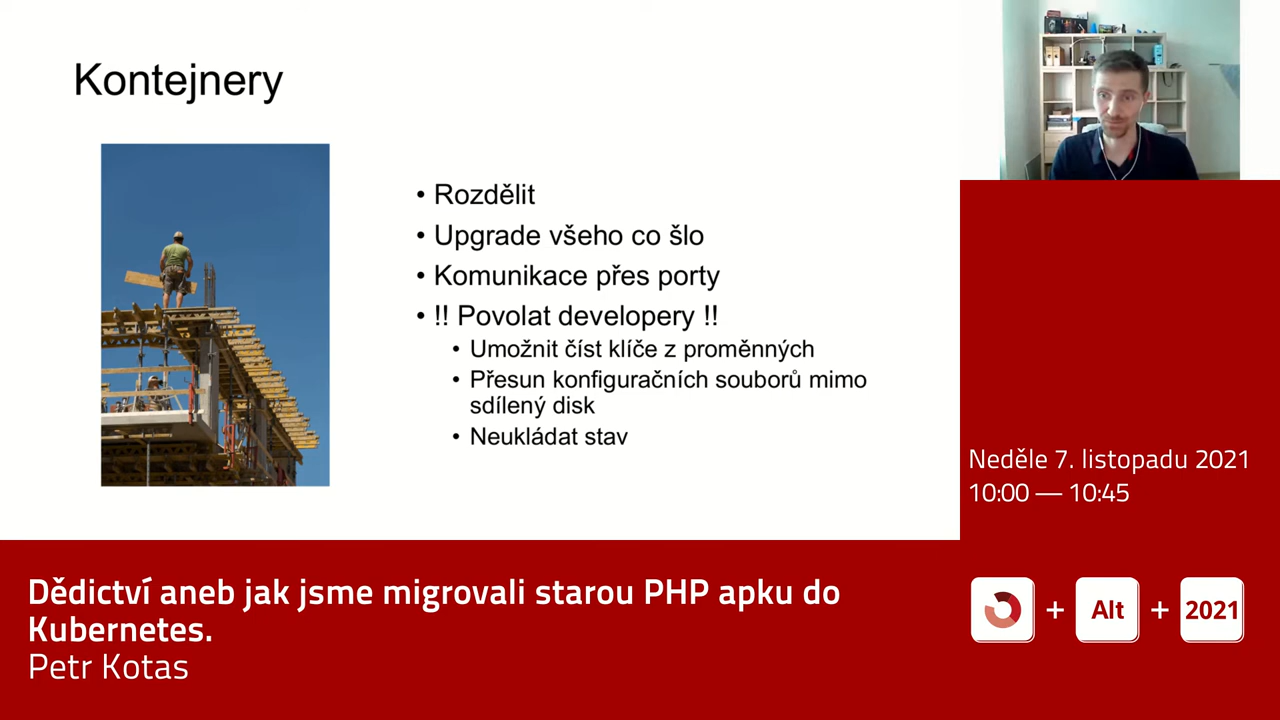 Kontejnery
• Rozdělit
• Upgrade všeho co šlo
• Komunikace přes porty
• !! Povolat developery !!
• Umožnit číst klíče z proměnných
• Přesun konfiguračních souborů mimo
sdílený disk
• Neukládat stav
Neděle 7. listopadu 2021
10:00 — 10:45
Dědictví aneb jak jsme migrovali starou PHP apku do
Kubernetes.
Petr Kotas
+ Alt + 2021